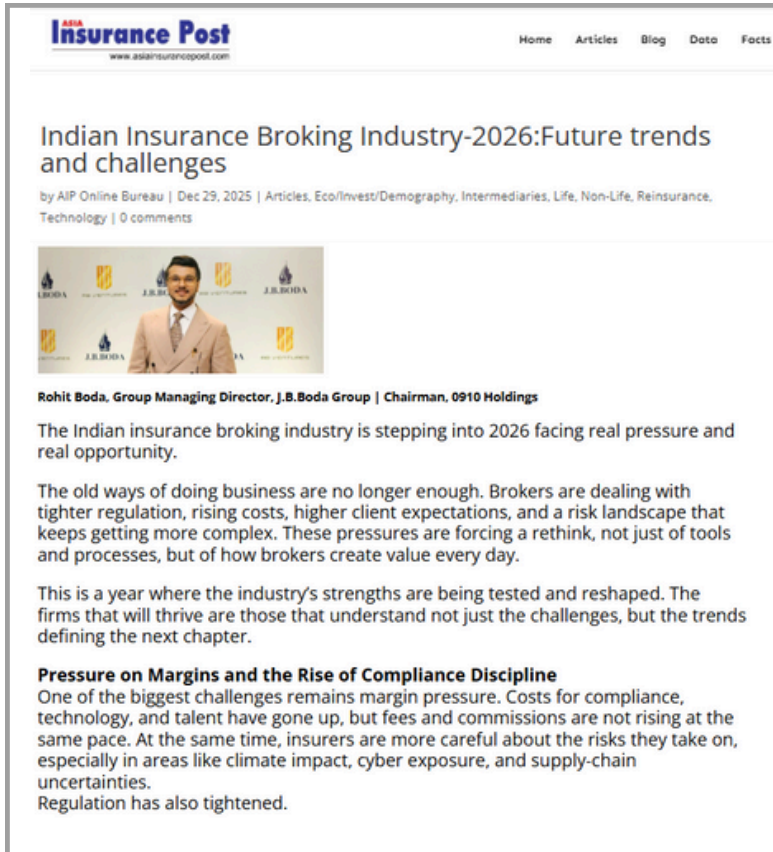 ASIA
Insurance Post
www.asiainsurancepost.com
Home Articles Blog Data Facts
Indian Insurance Broking Industry-2026:Future trends
and challenges
by AIP Online Bureau | Dec 29, 2025 | Articles, Eco/Invest/Demography, Intermediaries, Life, Non-Life, Reinsurance,
Technology | 0 comments
J.B.BODA
J.B.BODA
J.B.BODA
Rohit Boda, Group Managing Director, J.B.Boda Group | Chairman, 0910 Holdings
The Indian insurance broking industry is stepping into 2026 facing real pressure and
real opportunity.
The old ways of doing business are no longer enough. Brokers are dealing with
tighter regulation, rising costs, higher client expectations, and a risk landscape that
keeps getting more complex. These pressures are forcing a rethink, not just of tools
and processes, but of how brokers create value every day.
This is a year where the industry’s strengths are being tested and reshaped. The
firms that will thrive are those that understand not just the challenges, but the trends
defining the next chapter.
Pressure on Margins and the Rise of Compliance Discipline
One of the biggest challenges remains margin pressure. Costs for compliance,
technology, and talent have gone up, but fees and commissions are not rising at the
same pace. At the same time, insurers are more careful about the risks they take on,
especially in areas like climate impact, cyber exposure, and supply-chain
uncertainties.
Regulation has also tightened.